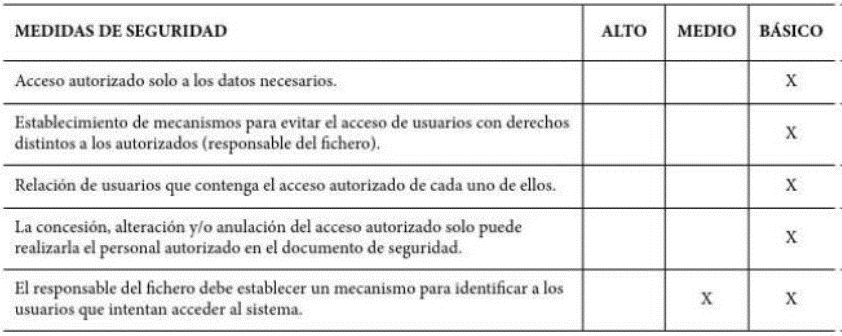 MEDIDAS DE SEGURIDAD ALTO MEDIO BÁSICO
Acceso autorizado solo a los datos necesarios. X
Establecimiento de mecanismos para evitar el acceso de usuarios con derechos
distintos a los autorizados (responsable del fichero). X
Relación de usuarios que contenga el acceso autorizado de cada uno de ellos. X
La concesión, alteración y/o anulación del acceso autorizado solo puede
realizarla el personal autorizado en el documento de seguridad. X
El responsable del fichero debe establecer un mecanismo para identificar a los
usuarios que intentan acceder al sistema. X X